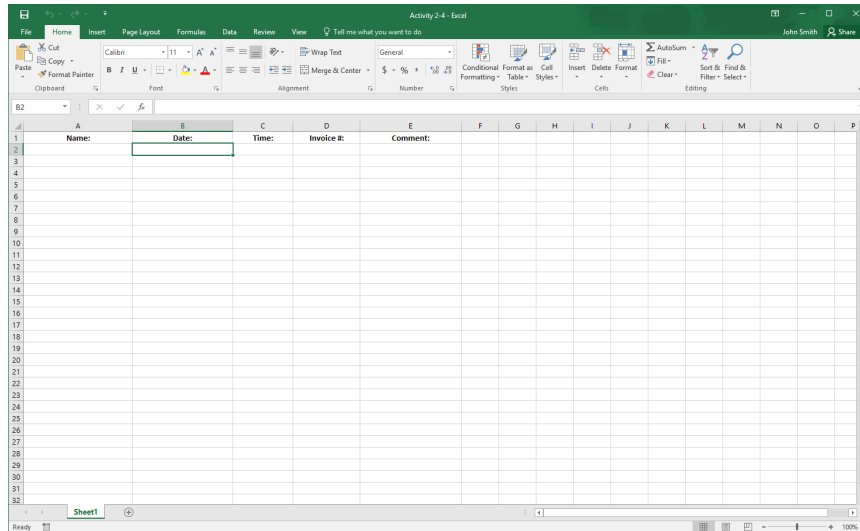 Activity 2-4 - Excel
File Home Insert Page Layout Formulas Data Review View Tell me what you want to do John Smith Share
Paste
Cut
Copy
Format Painter
Clipboard
Calibri 11
B I U
Font
Wrap Text
Merge & Center
Alignment
General
$ % ,
Number
Conditional Formatting
Format as Table
Cell Styles
Styles
Insert Delete Format
Cells
AutoSum
Fill
Clear
Sort & Filter
Find & Select
Editing
B2 fx
A B C D E F G H I J K L M N O P
1 Name: Date: Time: Invoice #: Comment:
2
3
4
5
6
7
8
9
10
11
12
13
14
15
16
17
18
19
20
21
22
23
24
25
26
27
28
29
30
31
32
Sheet1
Ready 100%